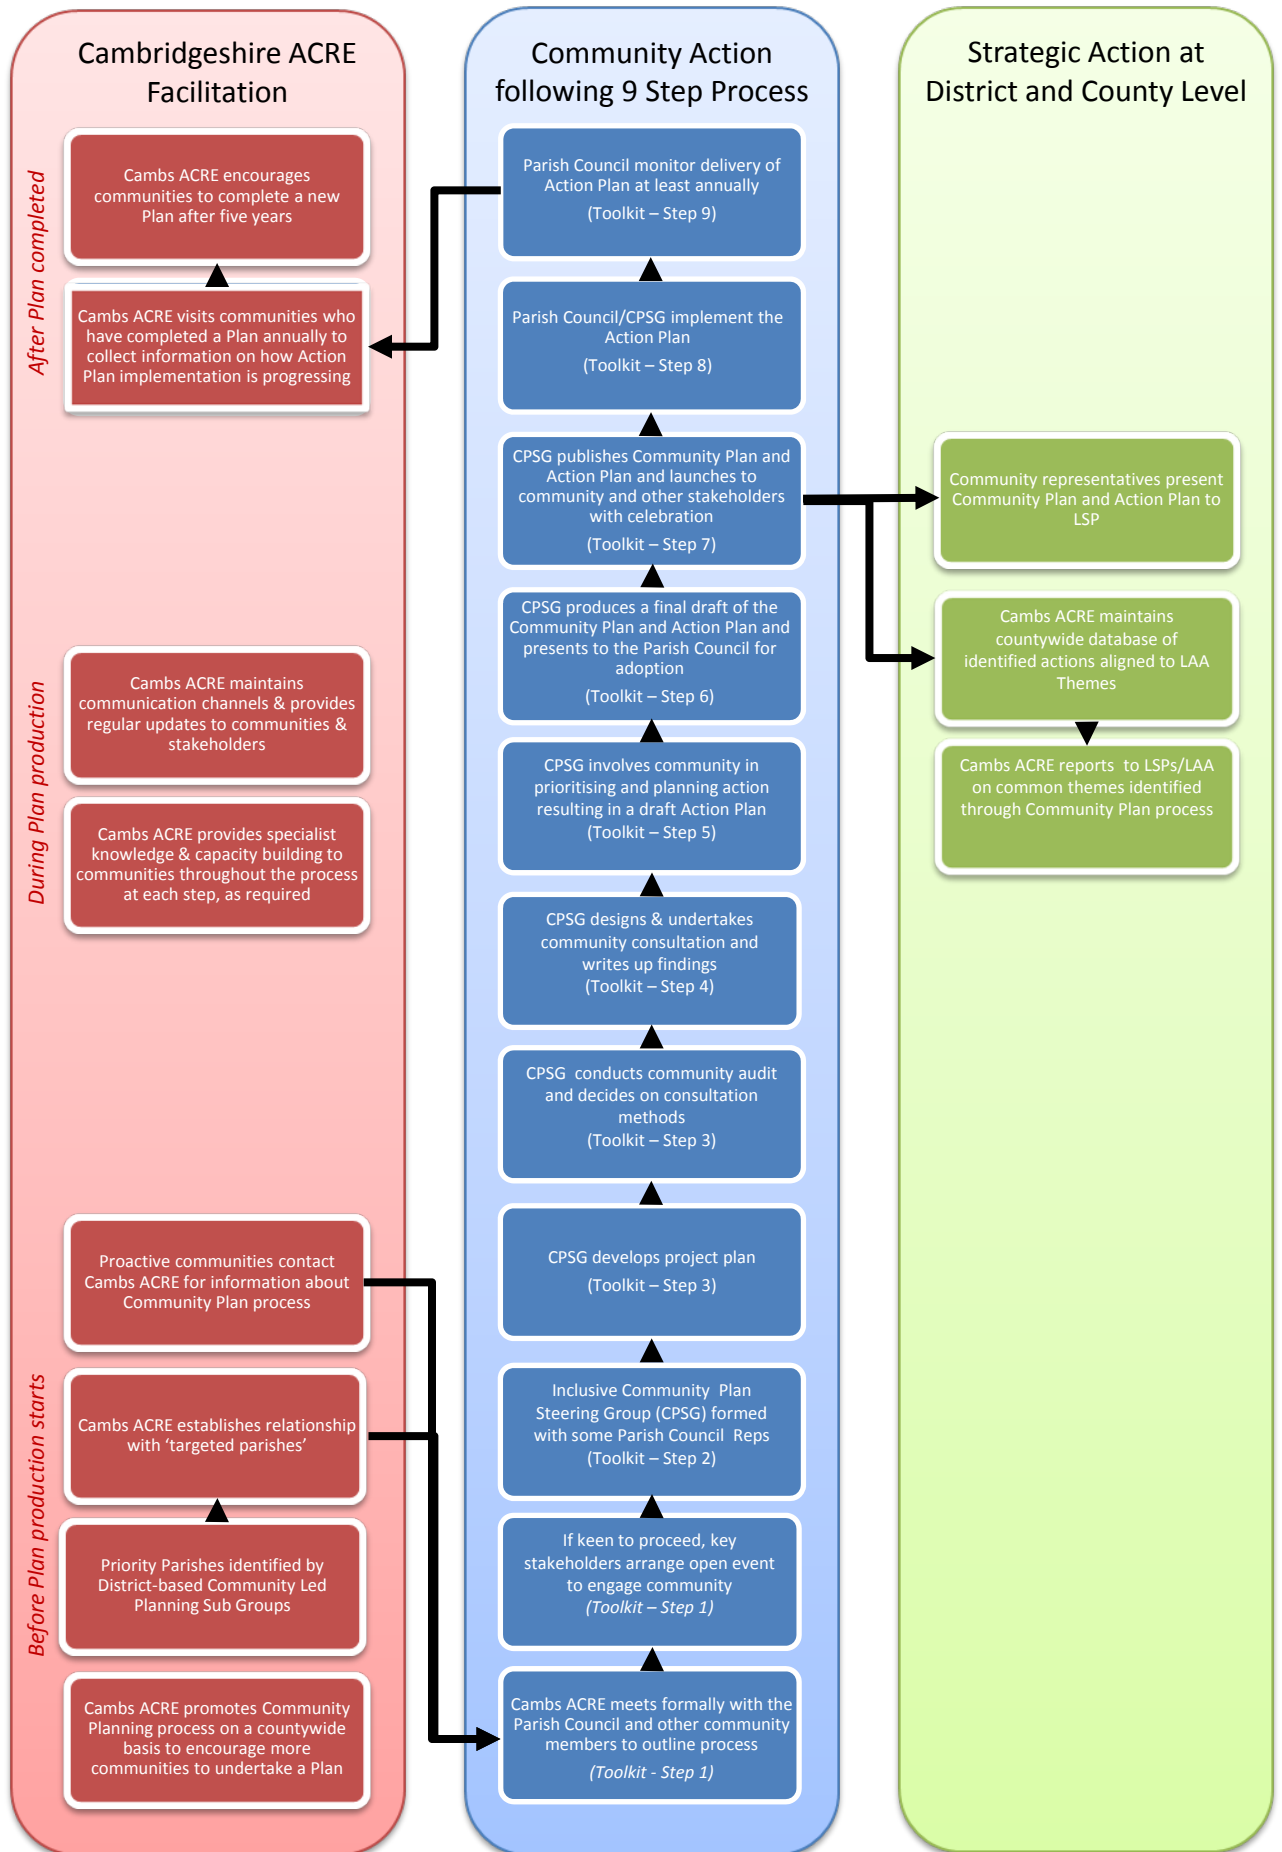 Cambridgeshire ACRE
Facilitation
After Plan completed
Cambs ACRE encourages
communities to complete a new
Plan after five years
Cambs ACRE visits communities who
have completed a Plan annually to
collect information on how Action
Plan implementation is progressing
During Plan production
Cambs ACRE maintains
communication channels & provides
regular updates to communities &
stakeholders
Cambs ACRE provides specialist
knowledge & capacity building to
communities throughout the process
at each step, as required
Before Plan production starts
Proactive communities contact
Cambs ACRE for information about
Community Plan process
Cambs ACRE establishes relationship
with ‘targeted parishes’
Priority Parishes identified by
District-based Community Led
Planning Sub Groups
Cambs ACRE promotes Community
Planning process on a countywide
basis to encourage more
communities to undertake a Plan
Community Action
following 9 Step Process
Parish Council monitor delivery of
Action Plan at least annually
(Toolkit – Step 9)
Parish Council/CPSG implement the
Action Plan
(Toolkit – Step 8)
CPSG publishes Community Plan and
Action Plan and launches to
community and other stakeholders
with celebration
(Toolkit – Step 7)
CPSG produces a final draft of the
Community Plan and Action Plan and
presents to the Parish Council for
adoption
(Toolkit – Step 6)
CPSG involves community in
prioritising and planning action
resulting in a draft Action Plan
(Toolkit – Step 5)
CPSG designs & undertakes
community consultation and
writes up findings
(Toolkit – Step 4)
CPSG conducts community audit
and decides on consultation
methods
(Toolkit – Step 3)
CPSG develops project plan
(Toolkit – Step 3)
Inclusive Community Plan
Steering Group (CPSG) formed
with some Parish Council Reps
(Toolkit – Step 2)
If keen to proceed, key
stakeholders arrange open event
to engage community
(Toolkit – Step 1)
Cambs ACRE meets formally with the
Parish Council and other community
members to outline process
(Toolkit - Step 1)
Strategic Action at
District and County Level
Community representatives present
Community Plan and Action Plan to
LSP
Cambs ACRE maintains
countywide database of
identified actions aligned to LAA
Themes
Cambs ACRE reports to LSPs/LAA
on common themes identified
through Community Plan process